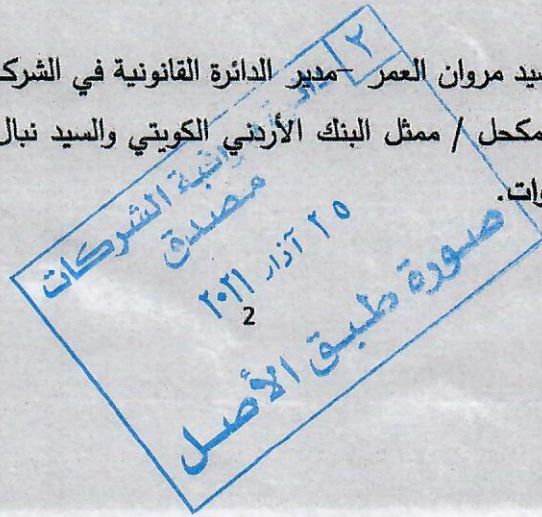 سيد مروان العمر -مدير الدائرة القانونية في الشرك
مكحل / ممثل البنك الأردني الكويتي والسيد نبال
وات.
2
٢
مراقبة الشركات
مصدق
٢٥ آذار ٢٠٢١
صورة طبق الأصل